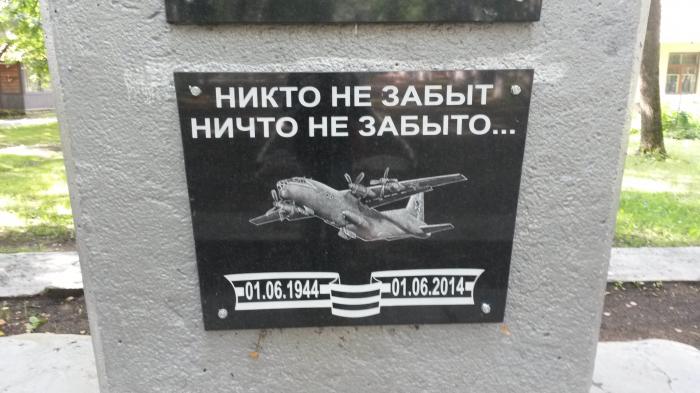 НИКТО НЕ ЗАБЫТ
НИЧТО НЕ ЗАБЫТО...
01.06.1944 01.06.2014